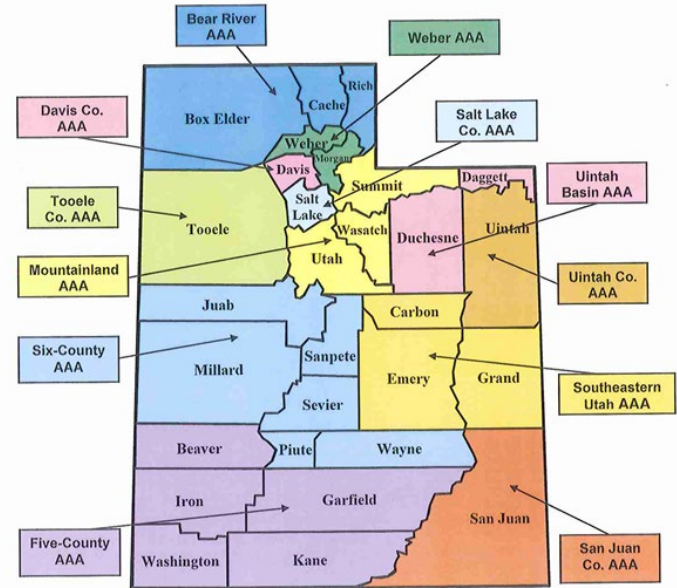 Bear River
AAA
Weber AAA
Davis Co.
AAA
Salt Lake
Co. AAA
Tooele
Co. AAA
Uintah
Basin AAA
Mountainland
AAA
Uintah Co.
AAA
Six-County
AAA
Southeastern
Utah AAA
Five-County
AAA
San Juan
Co. AAA
Box Elder
Cache
Rich
Weber
Morgan
Davis
Summit
Daggett
Salt
Lake
Tooele
Wasatch
Duchesne
Uintah
Utah
Juab
Carbon
Millard
Sanpete
Emery
Grand
Sevier
Beaver
Piute
Wayne
Iron
Garfield
San Juan
Washington
Kane